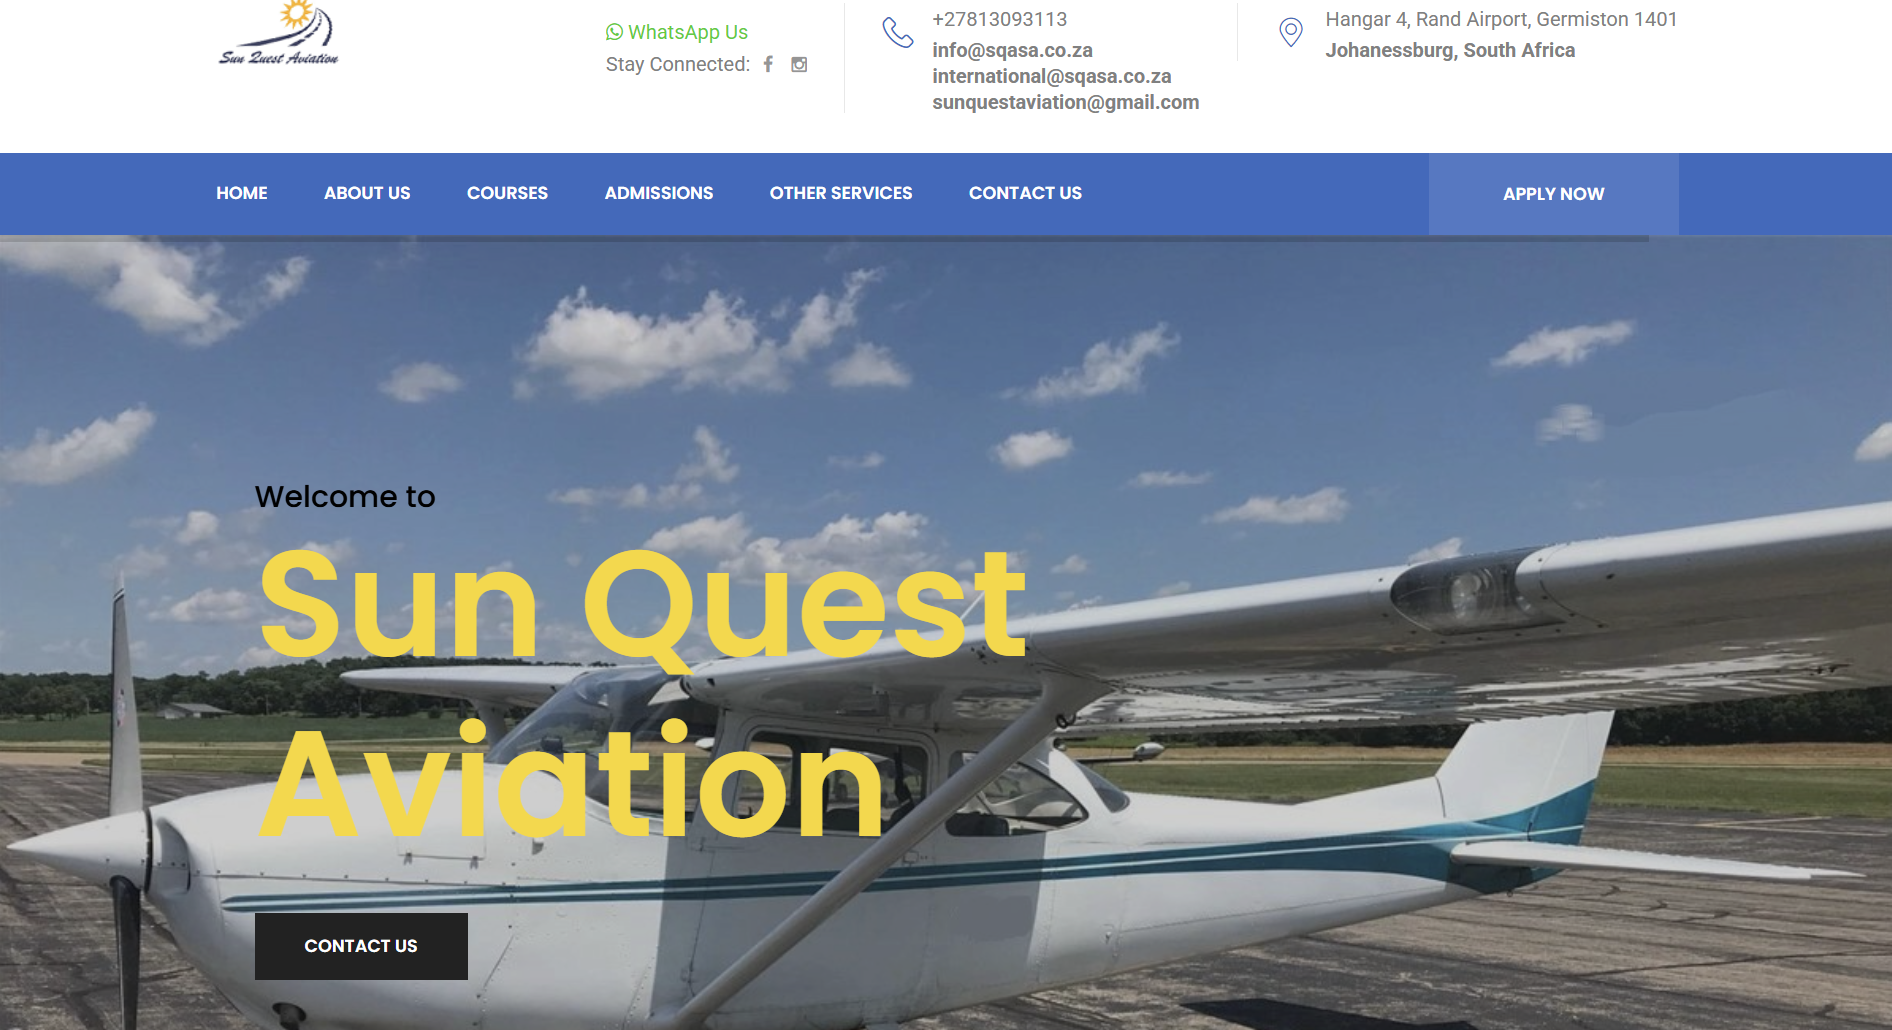 Sun Quest Aviation
WhatsApp Us
Stay Connected:
+27813093113
info@sqasa.co.za
international@sqasa.co.za
sunquestaviation@gmail.com
Hangar 4, Rand Airport, Germiston 1401
Johanessburg, South Africa
HOME ABOUT US COURSES ADMISSIONS OTHER SERVICES CONTACT US APPLY NOW
Welcome to
Sun Quest
Aviation
CONTACT US